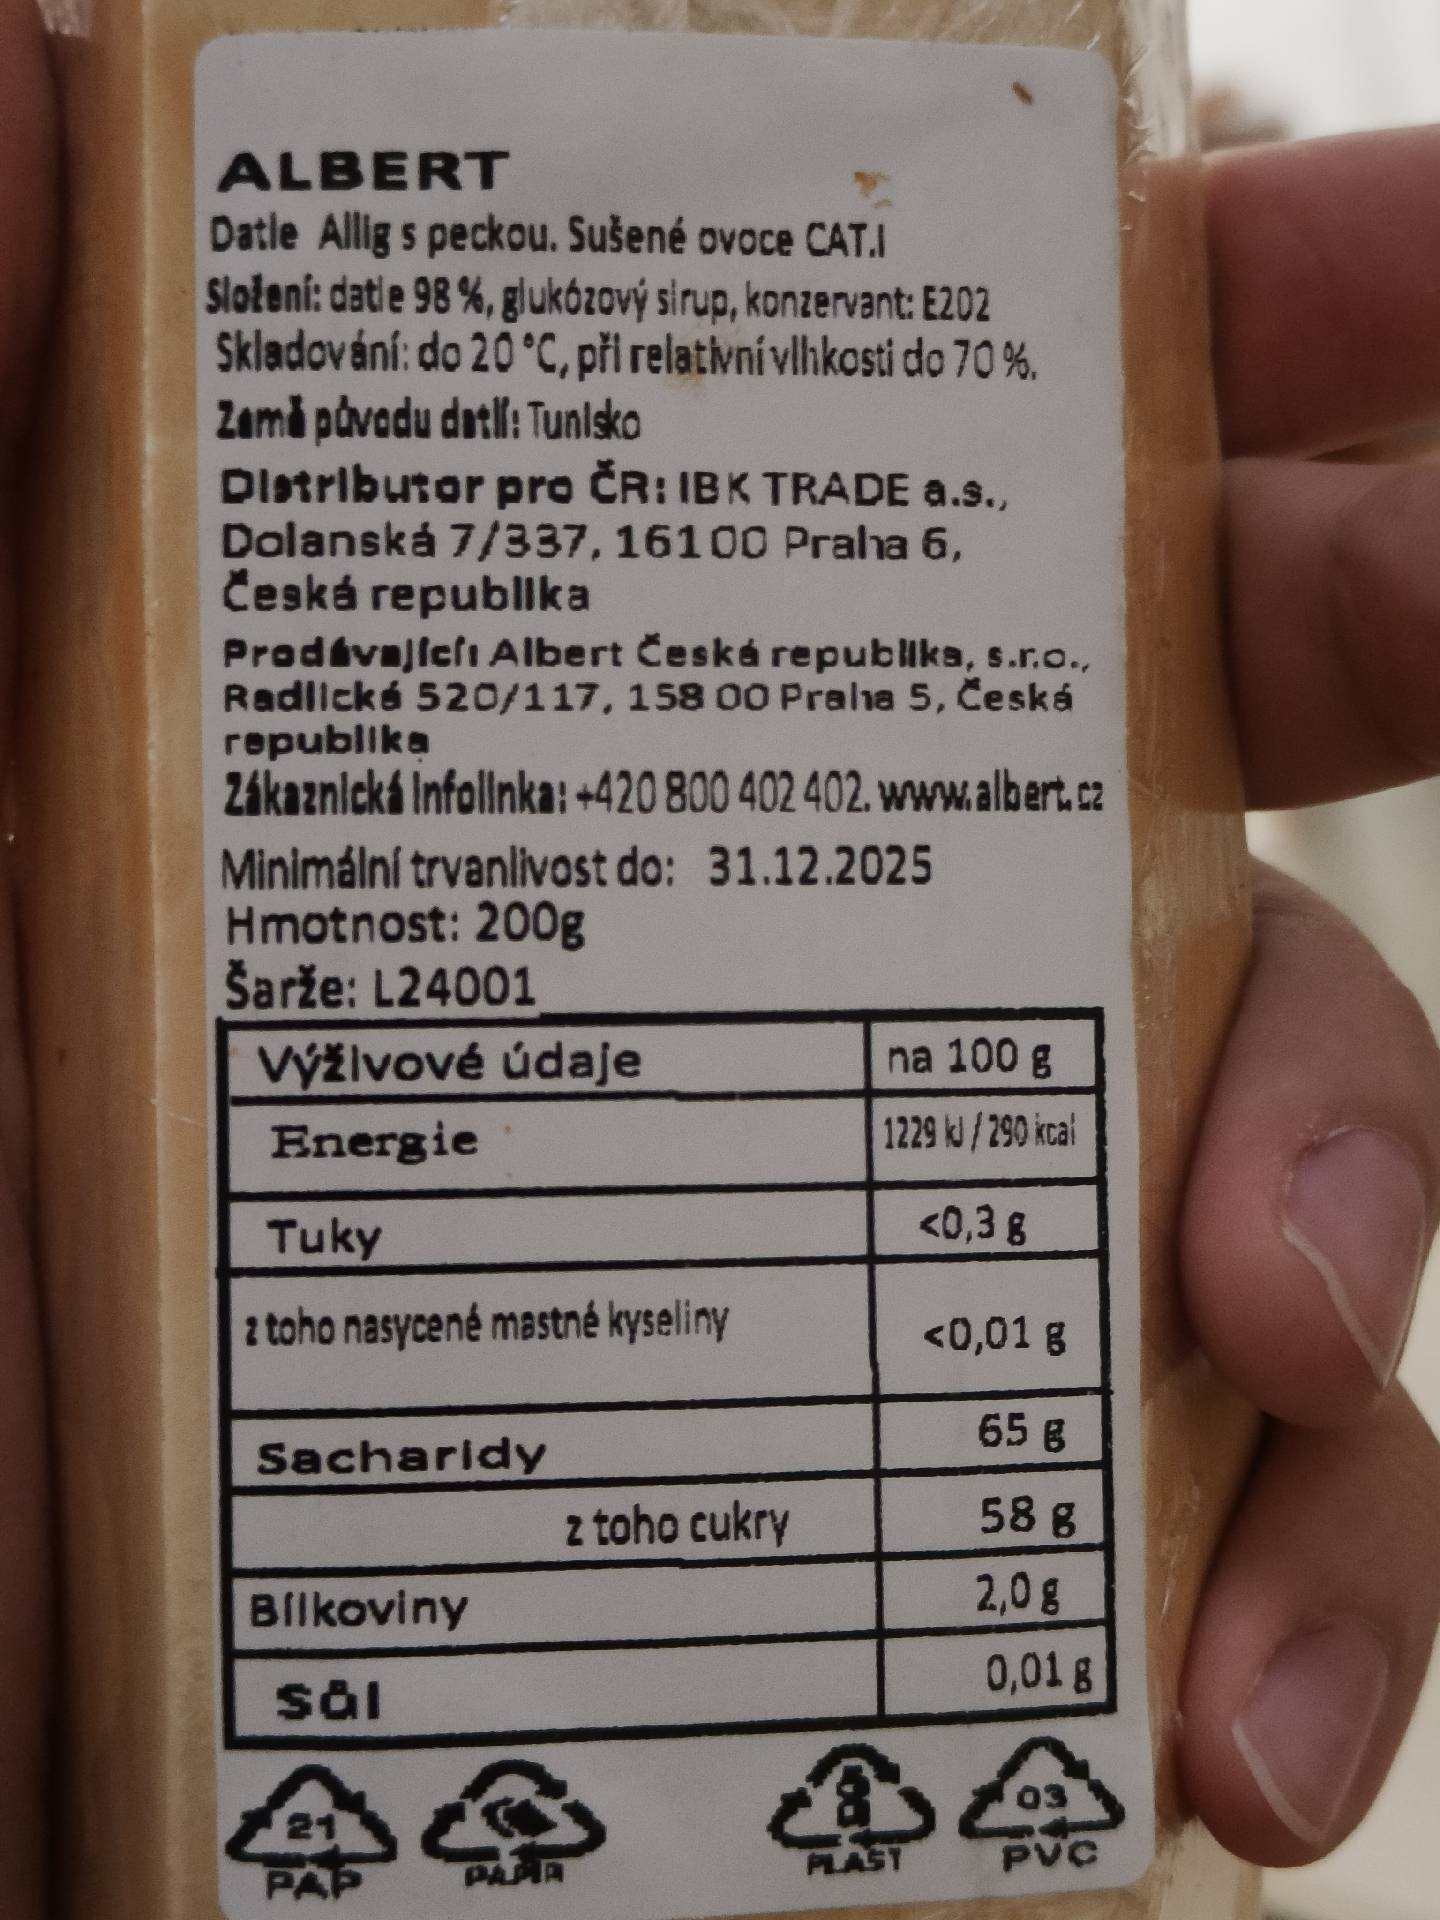 ALBERT
Datle Allig s peckou. Sušené ovoce CAT.I
Složení: datle 98 %, glukózový sirup, konzervant: E202
Skladování: do 20 °C, při relativní vlhkosti do 70 %.
Země původu datlí: Tunisko
Distributor pro ČR: IBK TRADE a.s.,
Dolanská 7/337, 161 00 Praha 6,
Česká republika
Prodávající: Albert Česká republika, s.r.o.,
Radlická 520/117, 158 00 Praha 5, Česká
republika
Zákaznická infolinka: +420 800 402 402. www.albert.cz
Minimální trvanlivost do: 31.12.2025
Hmotnost: 200g
Šarže: L24001
Výživové údaje na 100 g
Energie 1229 kJ / 290 kcal
Tuky <0,3 g
z toho nasycené mastné kyseliny <0,01 g
Sacharidy 65 g
z toho cukry 58 g
Bílkoviny 2,0 g
Sůl 0,01 g
21 03
PAP PAPÍR PLAST PVC